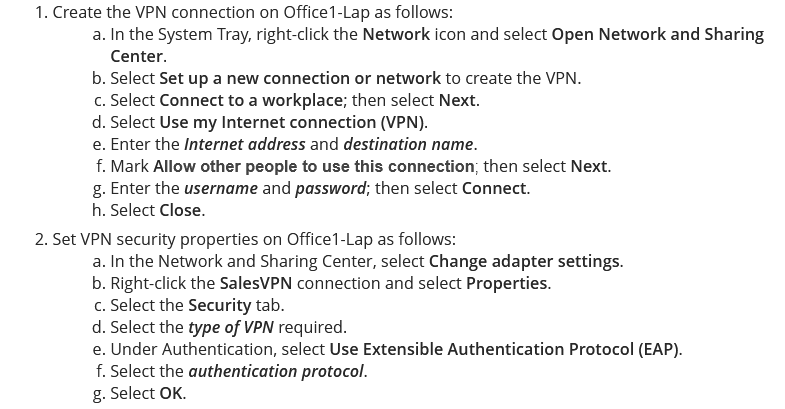 1. Create the VPN connection on Office1-Lap as follows:
a. In the System Tray, right-click the Network icon and select Open Network and Sharing
Center.
b. Select Set up a new connection or network to create the VPN.
c. Select Connect to a workplace; then select Next.
d. Select Use my Internet connection (VPN).
e. Enter the Internet address and destination name.
f. Mark Allow other people to use this connection; then select Next.
g. Enter the username and password; then select Connect.
h. Select Close.
2. Set VPN security properties on Office1-Lap as follows:
a. In the Network and Sharing Center, select Change adapter settings.
b. Right-click the SalesVPN connection and select Properties.
c. Select the Security tab.
d. Select the type of VPN required.
e. Under Authentication, select Use Extensible Authentication Protocol (EAP).
f. Select the authentication protocol.
g. Select OK.